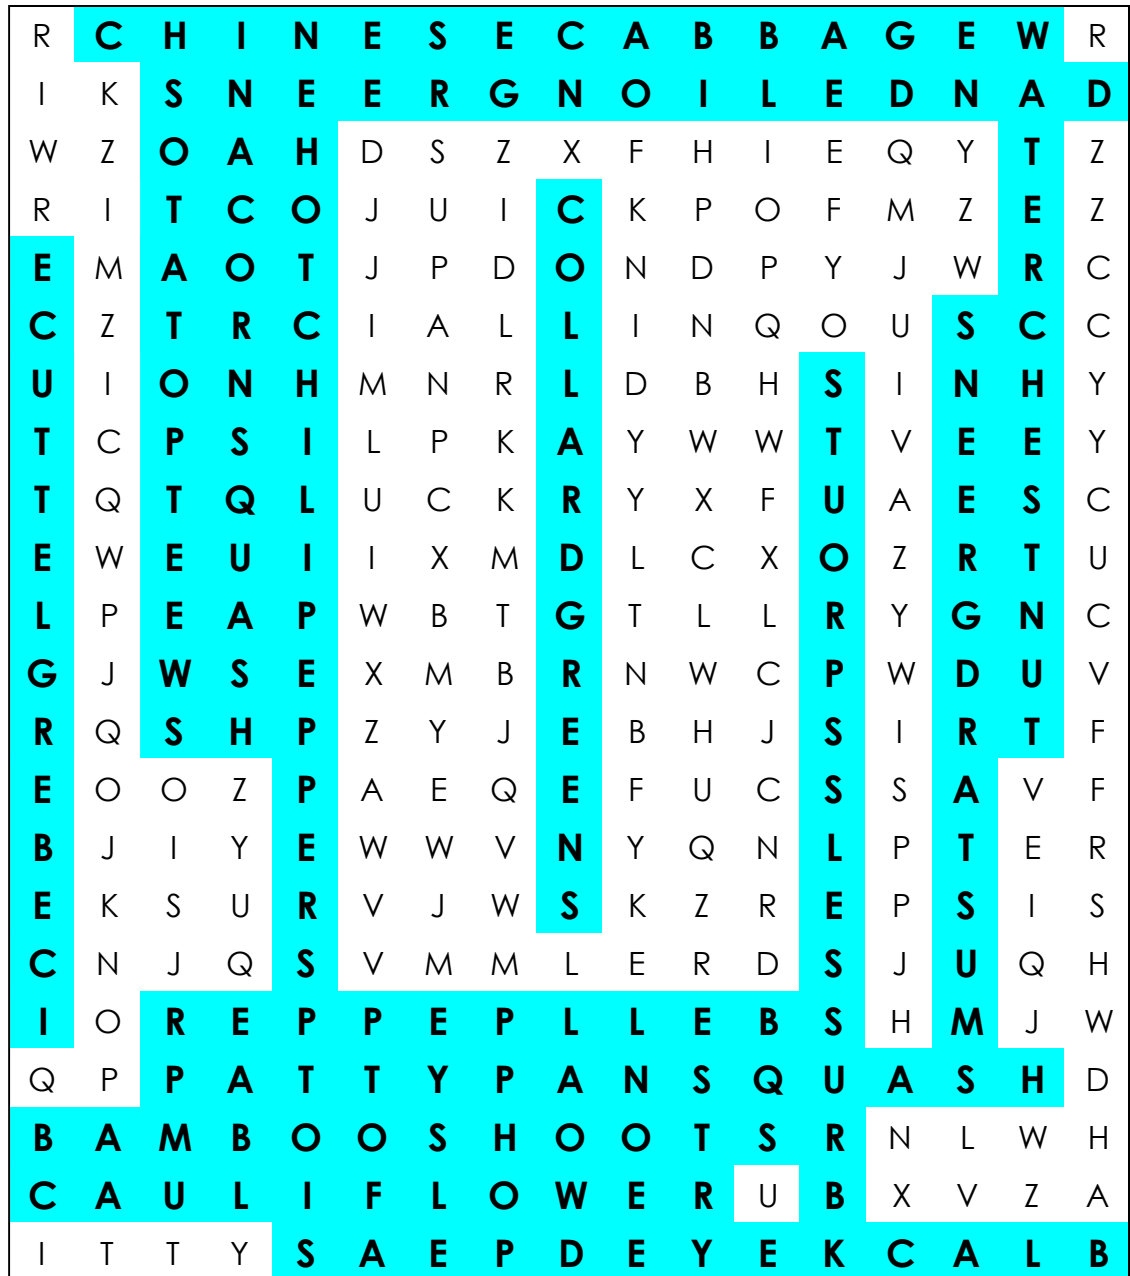 R C H I N E S E C A B B A G E W R
I K S N E E R G N O I L E D N A D
W Z O A H D S Z X F H I E Q Y T Z
R I T C O J U I C K P O F M Z E Z
E M A O T J P D O N D P Y J W R C
C Z T R C I A L L I N Q O U S C C
U I O N H M N R L D B H S I N H Y
T C P S I L P K A Y W W T V E E Y
T Q T Q L U C K R Y X F U A E S C
E W E U I I X M D L C X O Z R T U
L P E A P W B T G T L L R Y G N C
G J W S E X M B R N W C P W D U V
R Q S H P Z Y J E B H J S I R T F
E O O Z P A E Q E F U C S S A V F
B J I Y E W W V N Y Q N L P T E R
E K S U R V J W S K Z R E P S I S
C N J Q S V M M L E R D S J U Q H
I O R E P P E P L L E B S H M J W
Q P P A T T Y P A N S Q U A S H D
B A M B O O S H O O T S R N L W H
C A U L I F L O W E R U B X V Z A
I T T Y S A E P D E Y E K C A L B